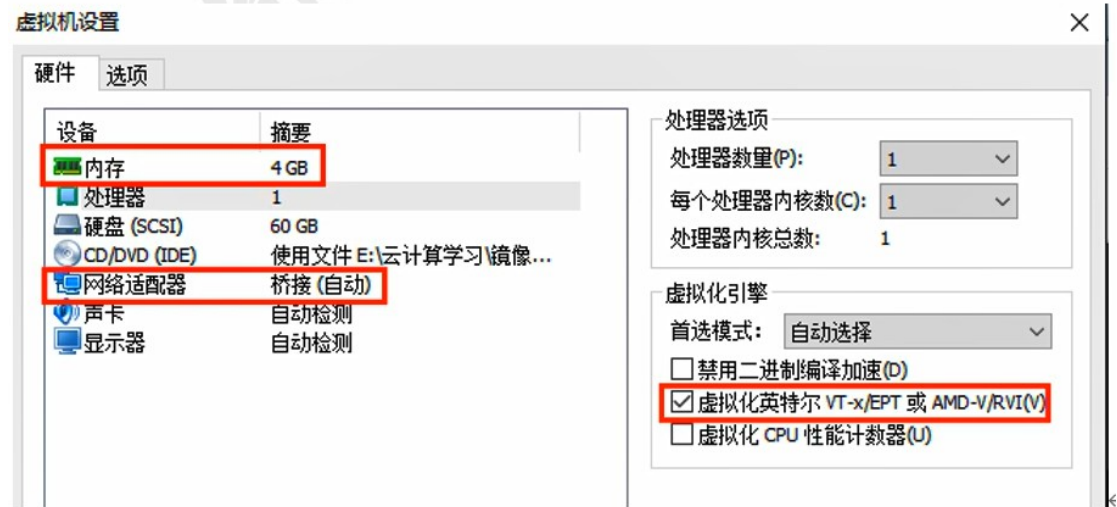 虚拟机设置
硬件 选项
设备 摘要
内存 4 GB
处理器 1
硬盘 (SCSI) 60 GB
CD/DVD (IDE) 使用文件 E:\云计算学习\镜像...
网络适配器 桥接 (自动)
声卡 自动检测
显示器 自动检测
处理器选项
处理器数量(P): 1
每个处理器内核数(C): 1
处理器内核总数: 1
虚拟化引擎
首选模式: 自动选择
禁用二进制编译加速(D)
虚拟化英特尔 VT-x/EPT 或 AMD-V/RVI(V)
虚拟化 CPU 性能计数器(U)